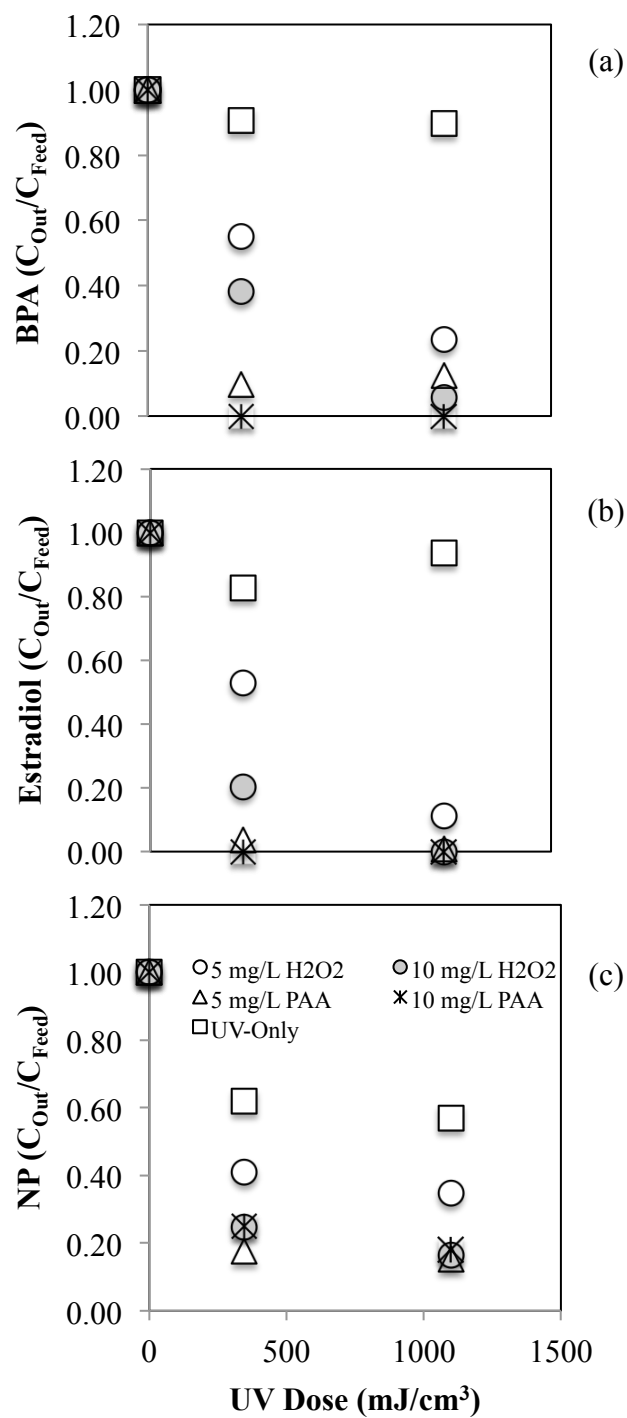 1.20
(a)
1.00
0.80
0.60
0.40
0.20
0.00
BPA (C_Out/C_Feed)
1.20
(b)
1.00
0.80
0.60
0.40
0.20
0.00
Estradiol (C_Out/C_Feed)
1.20
(c)
1.00
0.80
0.60
0.40
0.20
0.00
NP (C_Out/C_Feed)
5 mg/L H2O2 10 mg/L H2O2
5 mg/L PAA 10 mg/L PAA
UV-Only
0 500 1000 1500
UV Dose (mJ/cm³)